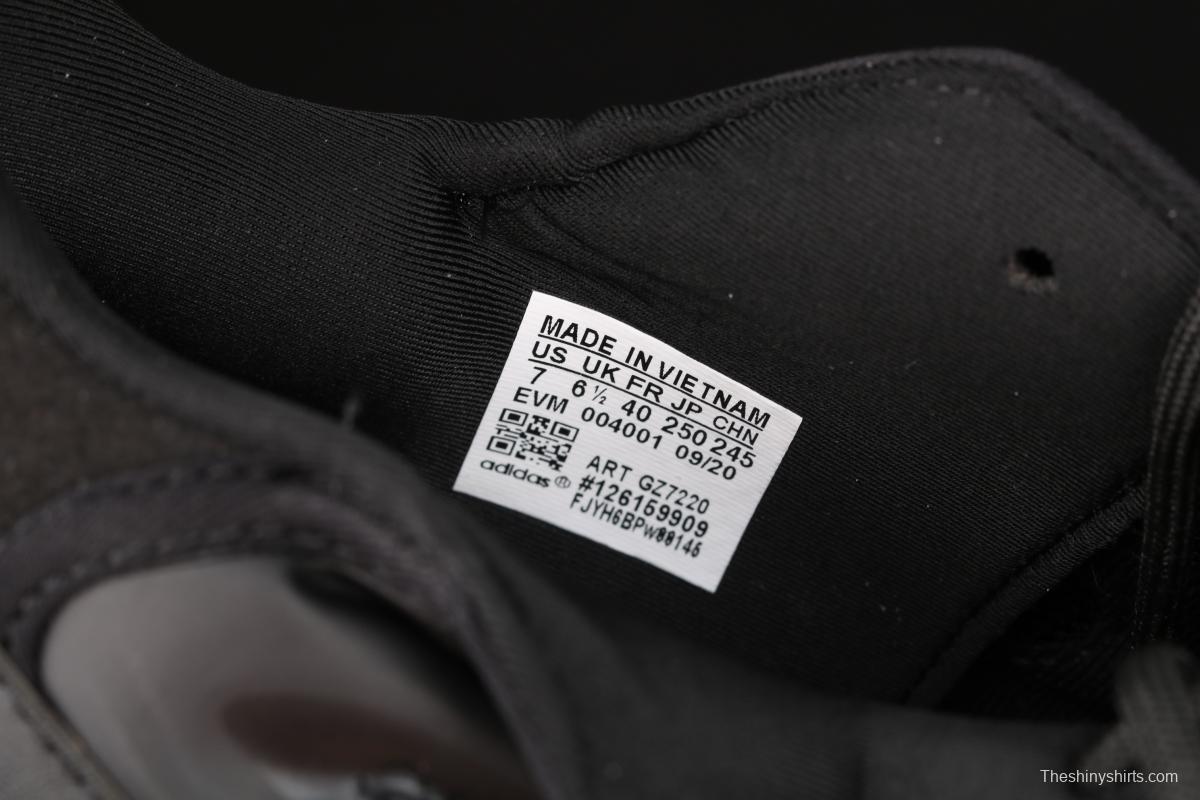 MADE IN VIETNAM
US UK FR JP CHN
7 6½ 40 250 245
EVM 004001 09/20
adidas®
ART GZ7220
#126159909
FJYH6BPW88145
Theshinyshirts.com